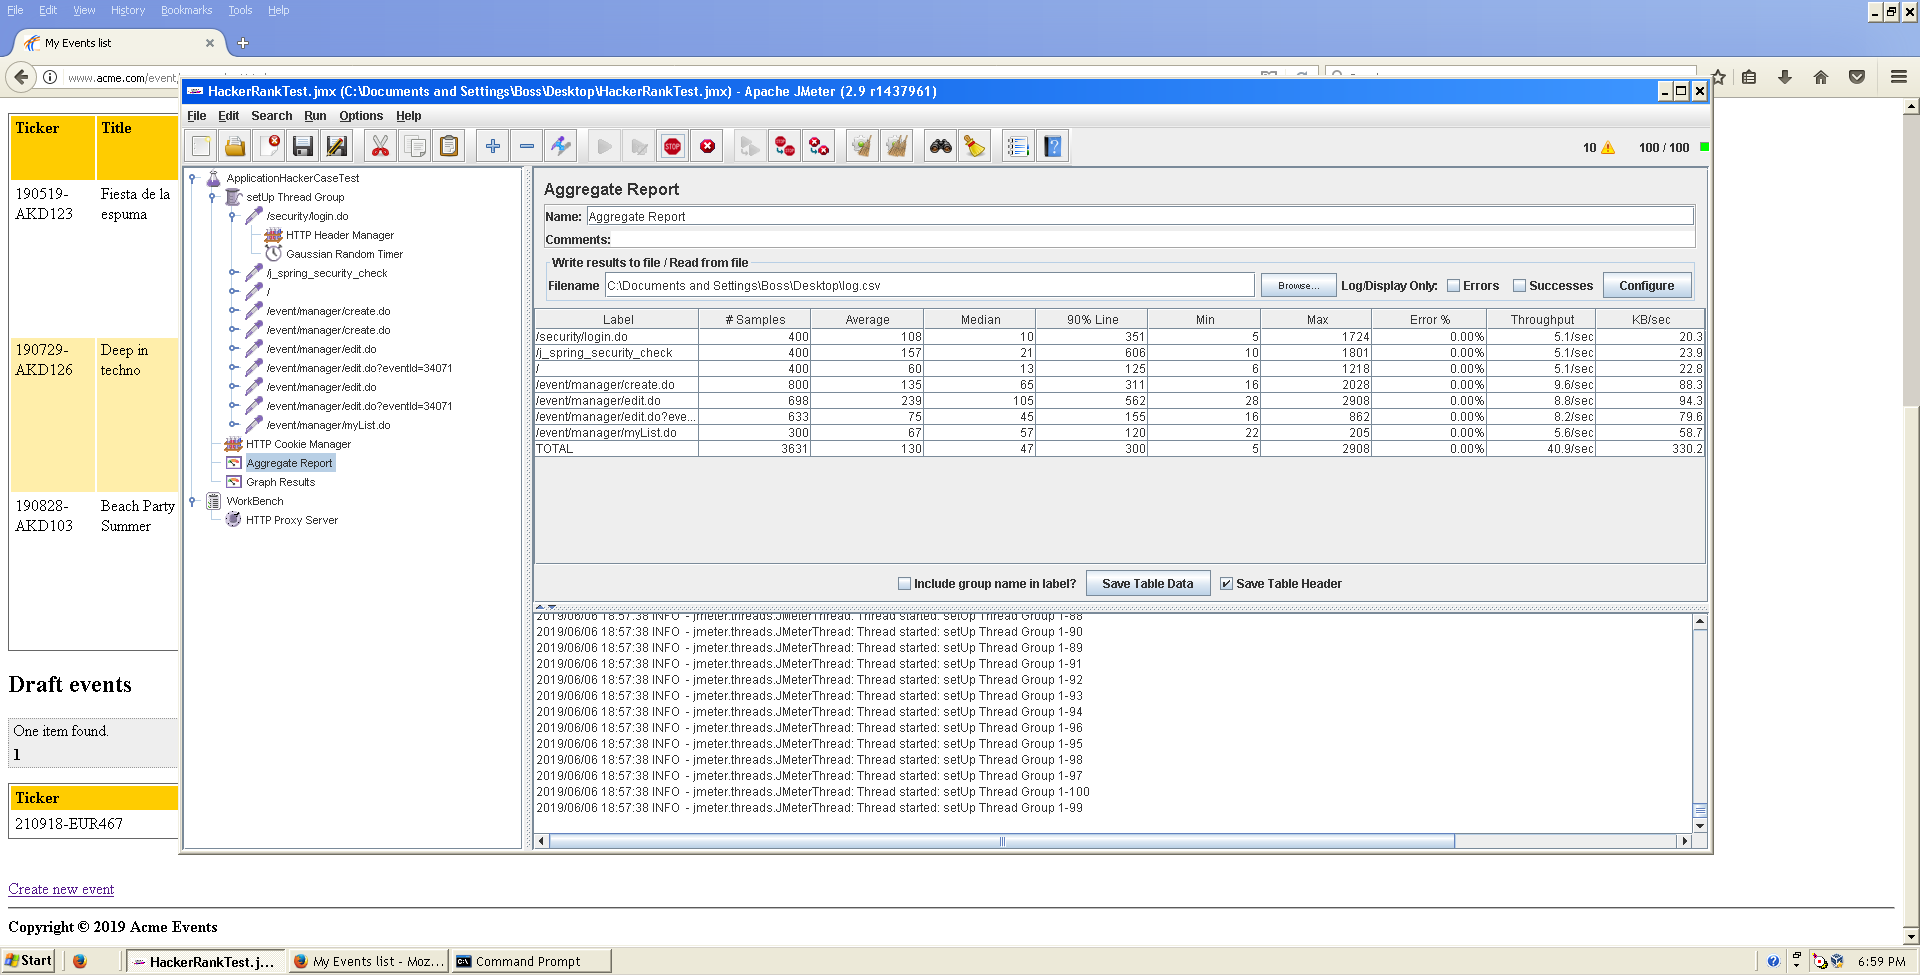 File Edit View History Bookmarks Tools Help
My Events list
www.acme.com/event
HackerRankTest.jmx (C:\Documents and Settings\Boss\Desktop\HackerRankTest.jmx) - Apache JMeter (2.9 r1437961)
File Edit Search Run Options Help
10 100 / 100
Ticker Title
190519-AKD123 Fiesta de la espuma
190729-AKD126 Deep in techno
190828-AKD103 Beach Party Summer
Draft events
One item found.
1
Ticker
210918-EUR467
Create new event
Copyright © 2019 Acme Events
ApplicationHackerCaseTest
setUp Thread Group
/security/login.do
HTTP Header Manager
Gaussian Random Timer
/j_spring_security_check
/
/event/manager/create.do
/event/manager/create.do
/event/manager/edit.do
/event/manager/edit.do?eventId=34071
/event/manager/edit.do
/event/manager/edit.do?eventId=34071
/event/manager/myList.do
HTTP Cookie Manager
Aggregate Report
Graph Results
WorkBench
HTTP Proxy Server
Aggregate Report
Name: Aggregate Report
Comments:
Write results to file / Read from file
Filename C:\Documents and Settings\Boss\Desktop\log.csv Browse... Log/Display Only: Errors Successes Configure
Label # Samples Average Median 90% Line Min Max Error % Throughput KB/sec
/security/login.do 400 108 10 351 5 1724 0.00% 5.1/sec 20.3
/j_spring_security_check 400 157 21 606 10 1801 0.00% 5.1/sec 23.9
/ 400 60 13 125 6 1218 0.00% 5.1/sec 22.8
/event/manager/create.do 800 135 65 311 16 2028 0.00% 9.6/sec 88.3
/event/manager/edit.do 698 239 105 562 28 2908 0.00% 8.8/sec 94.3
/event/manager/edit.do?eve... 633 75 45 155 16 862 0.00% 8.2/sec 79.6
/event/manager/myList.do 300 67 57 120 22 205 0.00% 5.6/sec 58.7
TOTAL 3631 130 47 300 5 2908 0.00% 40.9/sec 330.2
Include group name in label? Save Table Data Save Table Header
2019/06/06 18:57:38 INFO - jmeter.threads.JMeterThread: Thread started: setUp Thread Group 1-88
2019/06/06 18:57:38 INFO - jmeter.threads.JMeterThread: Thread started: setUp Thread Group 1-90
2019/06/06 18:57:38 INFO - jmeter.threads.JMeterThread: Thread started: setUp Thread Group 1-89
2019/06/06 18:57:38 INFO - jmeter.threads.JMeterThread: Thread started: setUp Thread Group 1-91
2019/06/06 18:57:38 INFO - jmeter.threads.JMeterThread: Thread started: setUp Thread Group 1-92
2019/06/06 18:57:38 INFO - jmeter.threads.JMeterThread: Thread started: setUp Thread Group 1-93
2019/06/06 18:57:38 INFO - jmeter.threads.JMeterThread: Thread started: setUp Thread Group 1-94
2019/06/06 18:57:38 INFO - jmeter.threads.JMeterThread: Thread started: setUp Thread Group 1-96
2019/06/06 18:57:38 INFO - jmeter.threads.JMeterThread: Thread started: setUp Thread Group 1-95
2019/06/06 18:57:38 INFO - jmeter.threads.JMeterThread: Thread started: setUp Thread Group 1-98
2019/06/06 18:57:38 INFO - jmeter.threads.JMeterThread: Thread started: setUp Thread Group 1-97
2019/06/06 18:57:38 INFO - jmeter.threads.JMeterThread: Thread started: setUp Thread Group 1-100
2019/06/06 18:57:38 INFO - jmeter.threads.JMeterThread: Thread started: setUp Thread Group 1-99
Start HackerRankTest.j... My Events list - Moz... Command Prompt 6:59 PM